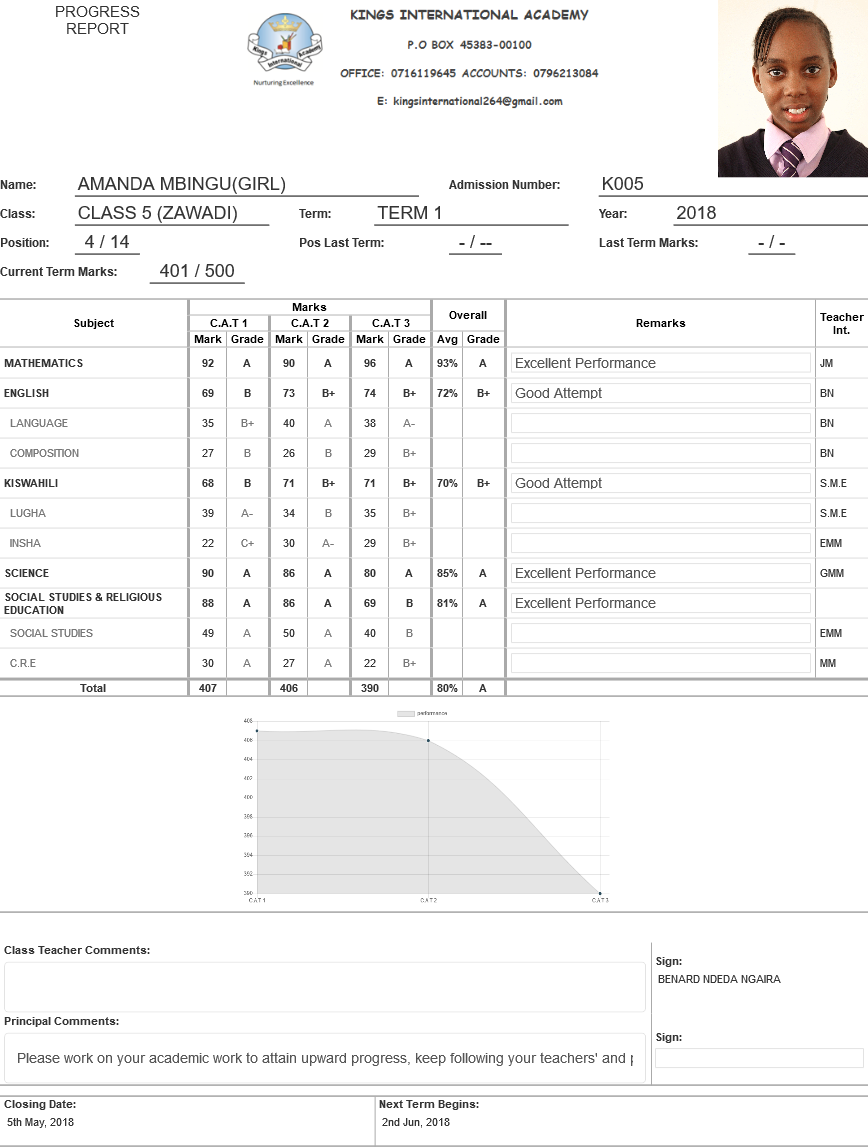 PROGRESS
REPORT
KINGS INTERNATIONAL ACADEMY
P.O BOX 45383-00100
OFFICE: 0716119645 ACCOUNTS: 0796213084
E: kingsinternational264@gmail.com
Kings International Academy
Nurturing Excellence
Name: AMANDA MBINGU(GIRL) Admission Number: K005
Class: CLASS 5 (ZAWADI) Term: TERM 1 Year: 2018
Position: 4 / 14 Pos Last Term: - / -- Last Term Marks: - / -
Current Term Marks: 401 / 500
Subject Marks Overall Remarks Teacher Int.
C.A.T 1 C.A.T 2 C.A.T 3
Mark Grade Mark Grade Mark Grade Avg Grade
MATHEMATICS 92 A 90 A 96 A 93% A Excellent Performance JM
ENGLISH 69 B 73 B+ 74 B+ 72% B+ Good Attempt BN
LANGUAGE 35 B+ 40 A 38 A- BN
COMPOSITION 27 B 26 B 29 B+ BN
KISWAHILI 68 B 71 B+ 71 B+ 70% B+ Good Attempt S.M.E
LUGHA 39 A- 34 B 35 B+ S.M.E
INSHA 22 C+ 30 A- 29 B+ EMM
SCIENCE 90 A 86 A 80 A 85% A Excellent Performance GMM
SOCIAL STUDIES & RELIGIOUS EDUCATION 88 A 86 A 69 B 81% A Excellent Performance
SOCIAL STUDIES 49 A 50 A 40 B EMM
C.R.E 30 A 27 A 22 B+ MM
Total 407 406 390 80% A
performance
408
406
404
402
400
398
396
394
392
390
CAT1 CAT2 CAT3
Class Teacher Comments:
Sign:
BENARD NDEDA NGAIRA
Principal Comments:
Sign:
Please work on your academic work to attain upward progress, keep following your teachers' and
Closing Date: Next Term Begins:
5th May, 2018 2nd Jun, 2018